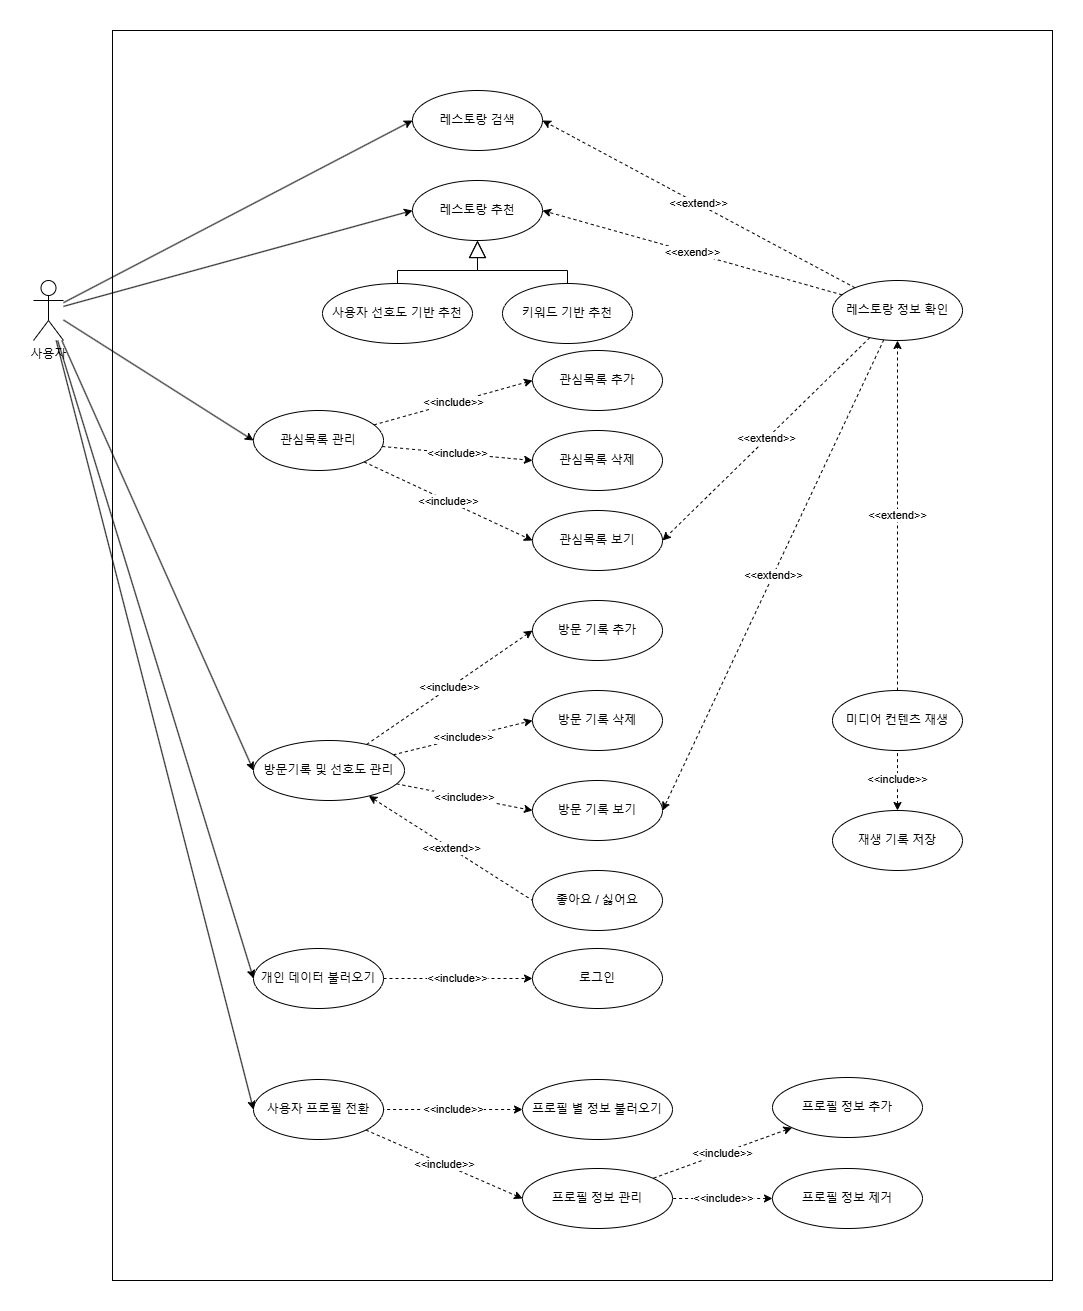 레스토랑 검색
<<extend>>
레스토랑 추천
<<exend>>
사용자
사용자 선호도 기반 추천
키워드 기반 추천
레스토랑 정보 확인
관심목록 추가
<<include>>
관심목록 관리
<<include>>
관심목록 삭제
<<include>>
관심목록 보기
<<extend>>
<<extend>>
<<extend>>
방문 기록 추가
<<include>>
방문 기록 삭제
<<include>>
방문기록 및 선호도 관리
<<include>>
방문 기록 보기
<<extend>>
좋아요 / 싫어요
미디어 컨텐츠 재생
<<include>>
재생 기록 저장
개인 데이터 불러오기
<<include>>
로그인
사용자 프로필 전환
<<include>>
프로필 별 정보 불러오기
프로필 정보 추가
<<include>>
<<include>>
프로필 정보 관리
<<include>>
프로필 정보 제거